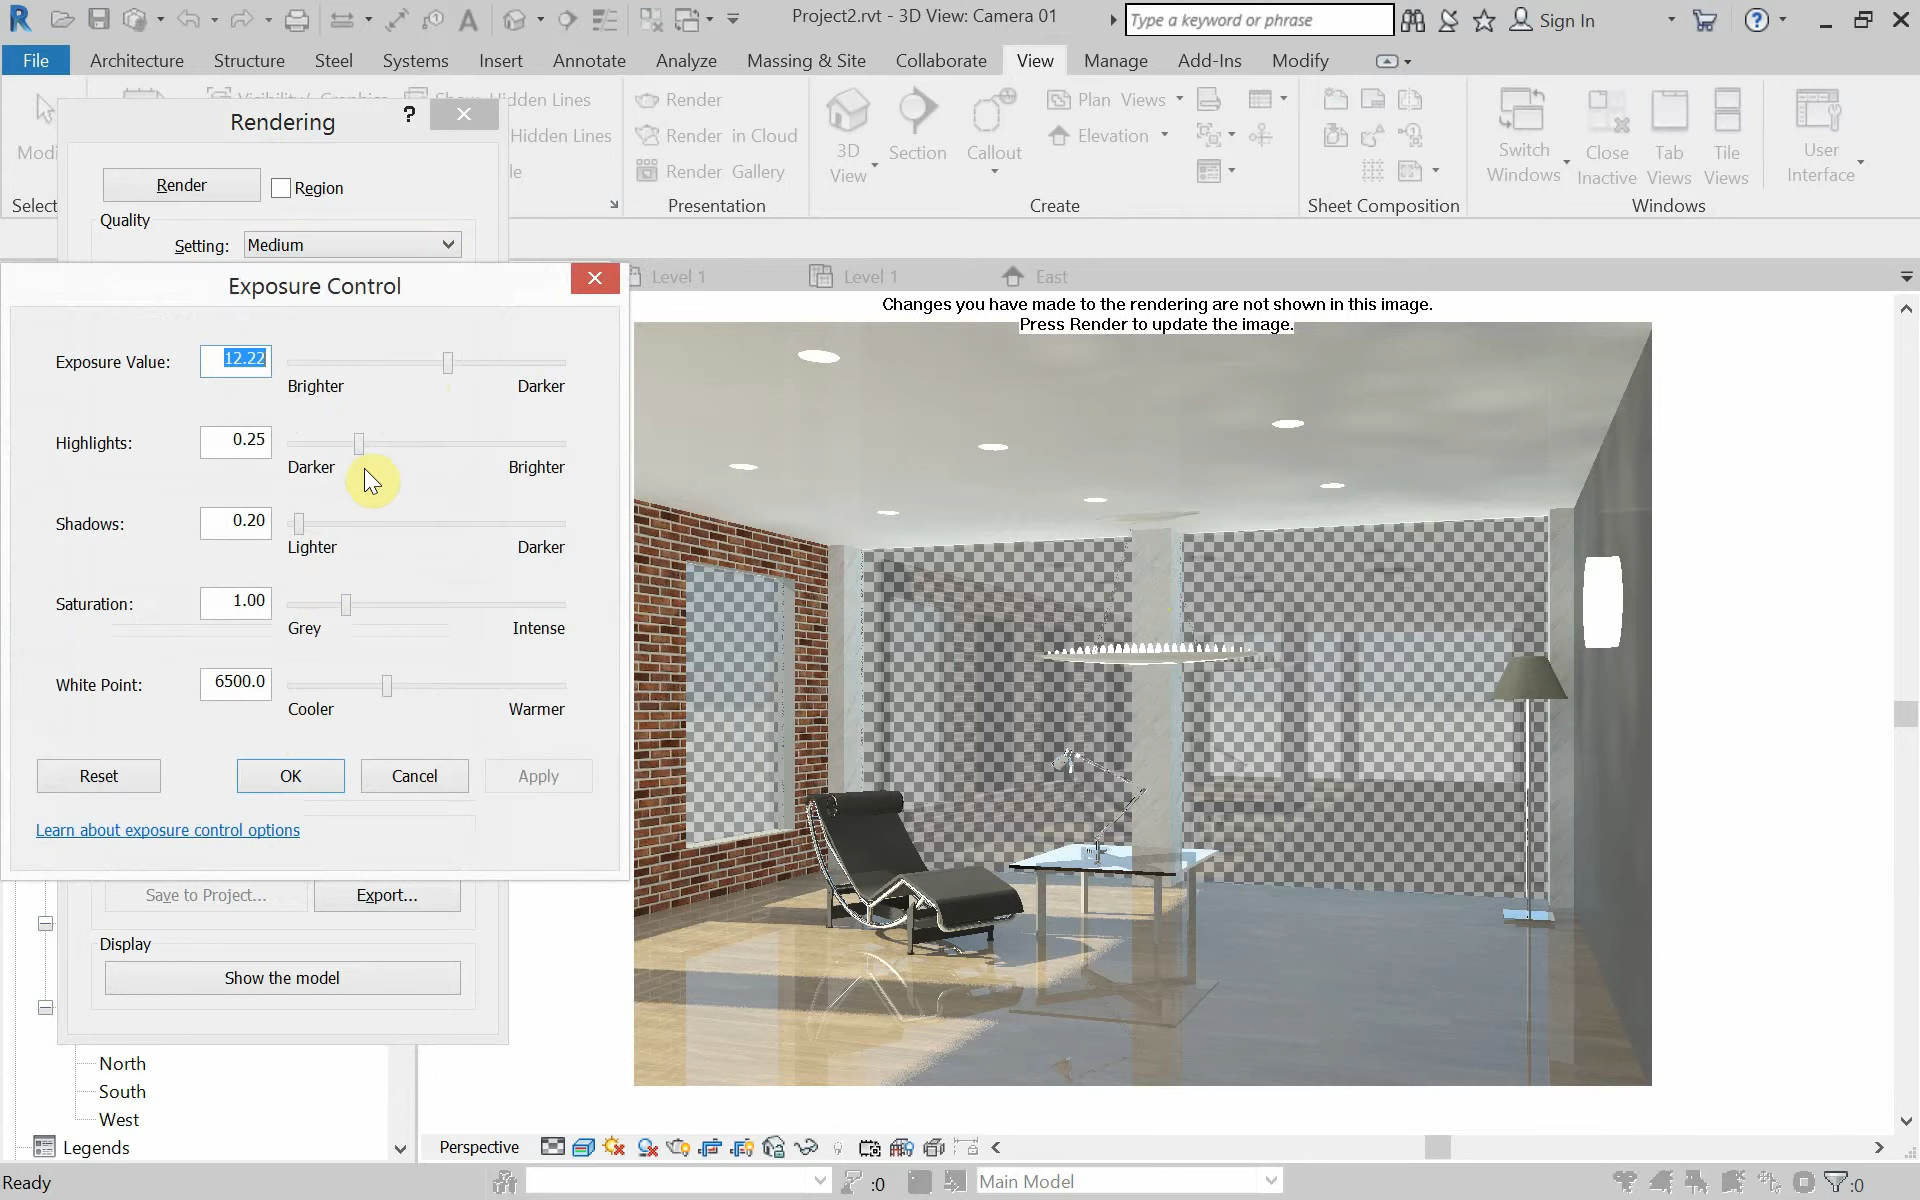 Project2.rvt - 3D View: Camera 01
Type a keyword or phrase
Sign In
File Architecture Structure Steel Systems Insert Annotate Analyze Massing & Site Collaborate View Manage Add-Ins Modify
Hidden Lines
Hidden Lines
Select
Render
Render in Cloud
Render Gallery
Presentation
3D View
Section
Callout
Plan Views
Elevation
Create
Sheet Composition
Switch Windows
Close Inactive
Tab Views
Tile Views
User Interface
Windows
Rendering
?
Render
Region
Quality
Setting: Medium
Level 1
Level 1
East
Exposure Control
Exposure Value: 12.22
Brighter Darker
Highlights: 0.25
Darker Brighter
Shadows: 0.20
Lighter Darker
Saturation: 1.00
Grey Intense
White Point: 6500.0
Cooler Warmer
Reset OK Cancel Apply
Learn about exposure control options
Changes you have made to the rendering are not shown in this image.
Press Render to update the image.
Save to Project... Export...
Display
Show the model
North
South
West
Legends
Perspective
Ready
:0
Main Model
:0